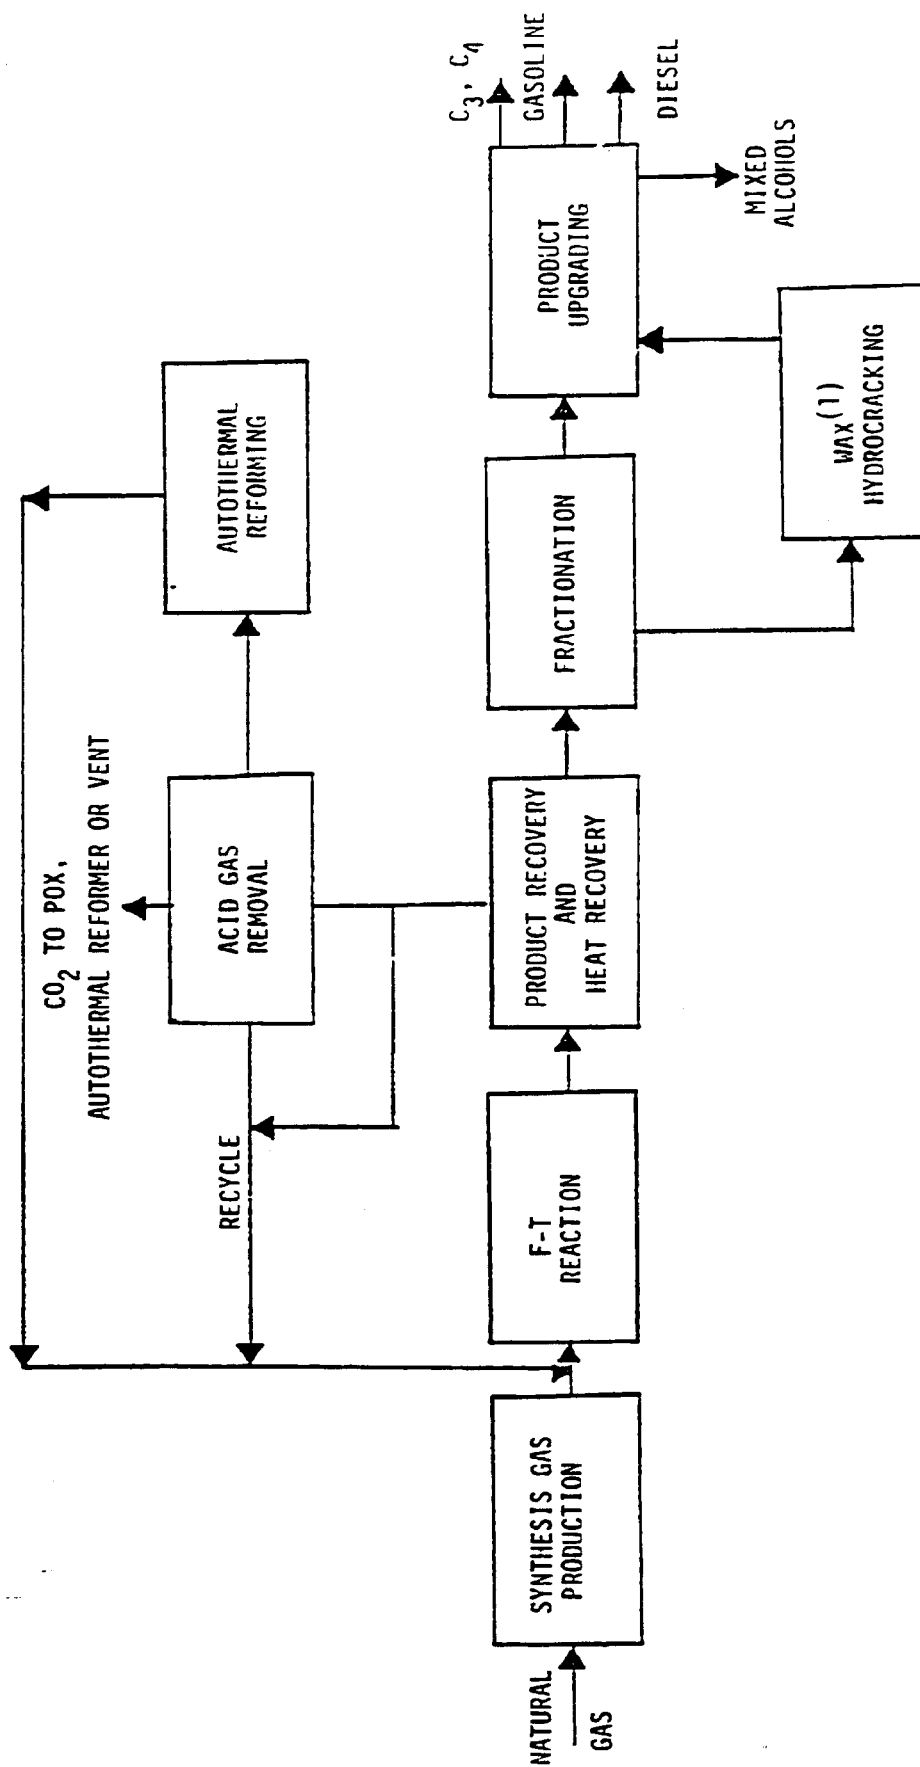 CO2 TO POX,
AUTOTHERMAL REFORMER OR VENT
ACID GAS
REMOVAL
AUTOTHERMAL
REFORMING
RECYCLE
NATURAL
GAS
SYNTHESIS GAS
PRODUCTION
F-T
REACTION
PRODUCT RECOVERY
AND
HEAT RECOVERY
FRACTIONATION
PRODUCT
UPGRADING
C3, C4
GASOLINE
DIESEL
MIXED
ALCOHOLS
WAX(1)
HYDROCRACKING